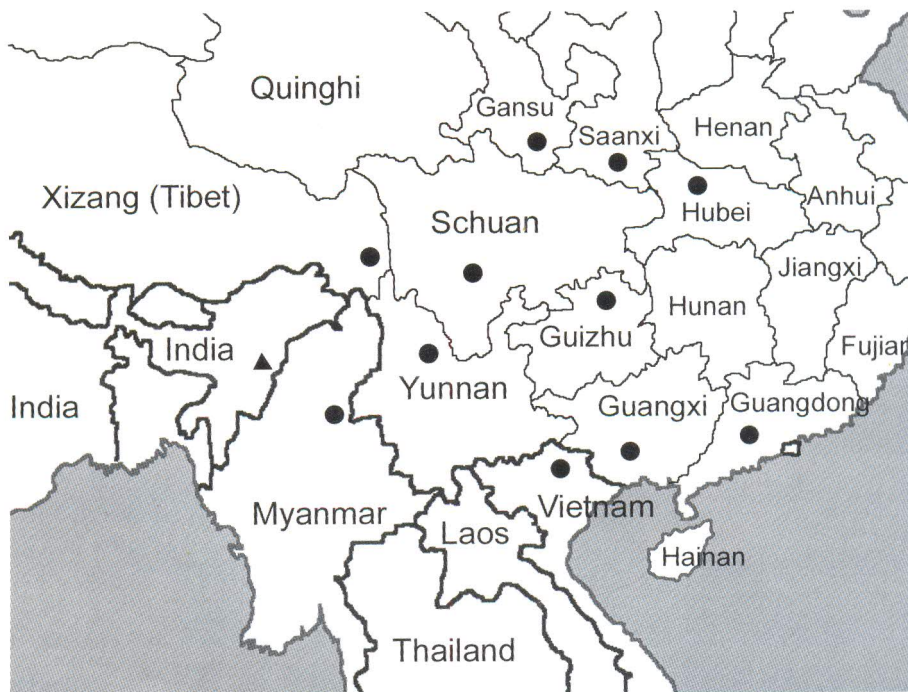 Quinghi
Gansu
Saanxi
Henan
Xizang (Tibet)
Schuan
Hubei
Anhui
Jiangxi
Hunan
India
Guizhu
Fujian
India
Yunnan
Guangxi
Guangdong
Myanmar
Vietnam
Laos
Hainan
Thailand